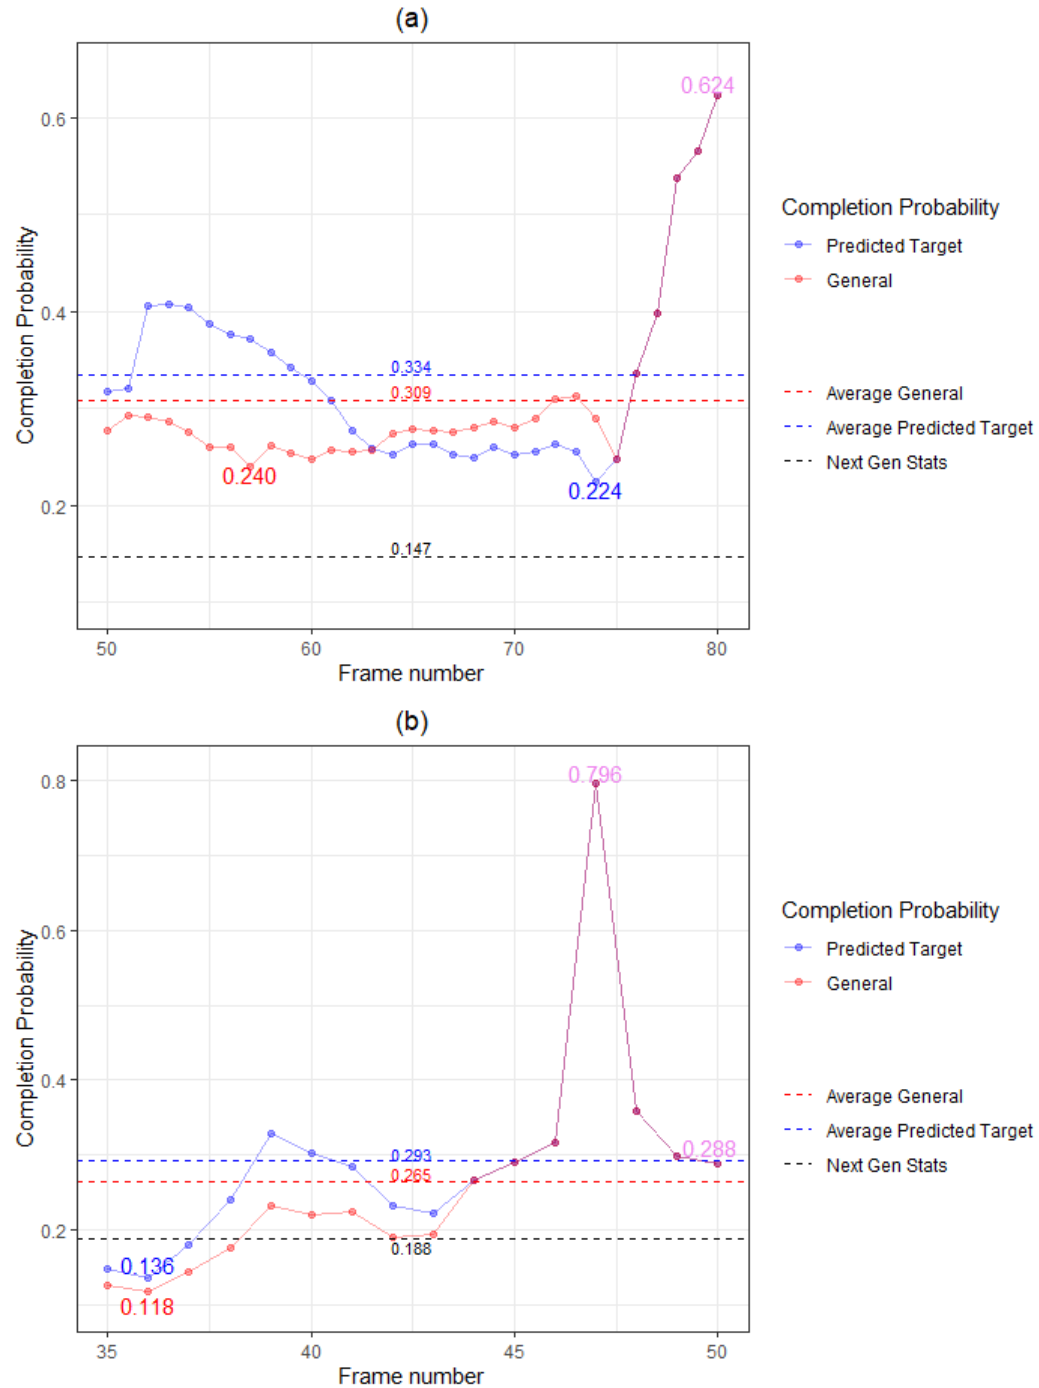 (a)
0.624
0.6
Completion Probability
Completion Probability
Predicted Target
General
0.4
0.334
0.309
Average General
Average Predicted Target
Next Gen Stats
0.240
0.224
0.2
0.147
50
60
70
80
Frame number
(b)
0.796
0.8
Completion Probability
0.6
Completion Probability
Predicted Target
General
0.4
0.293
0.288
0.265
Average General
Average Predicted Target
Next Gen Stats
0.2
0.188
0.136
0.118
35
40
45
50
Frame number